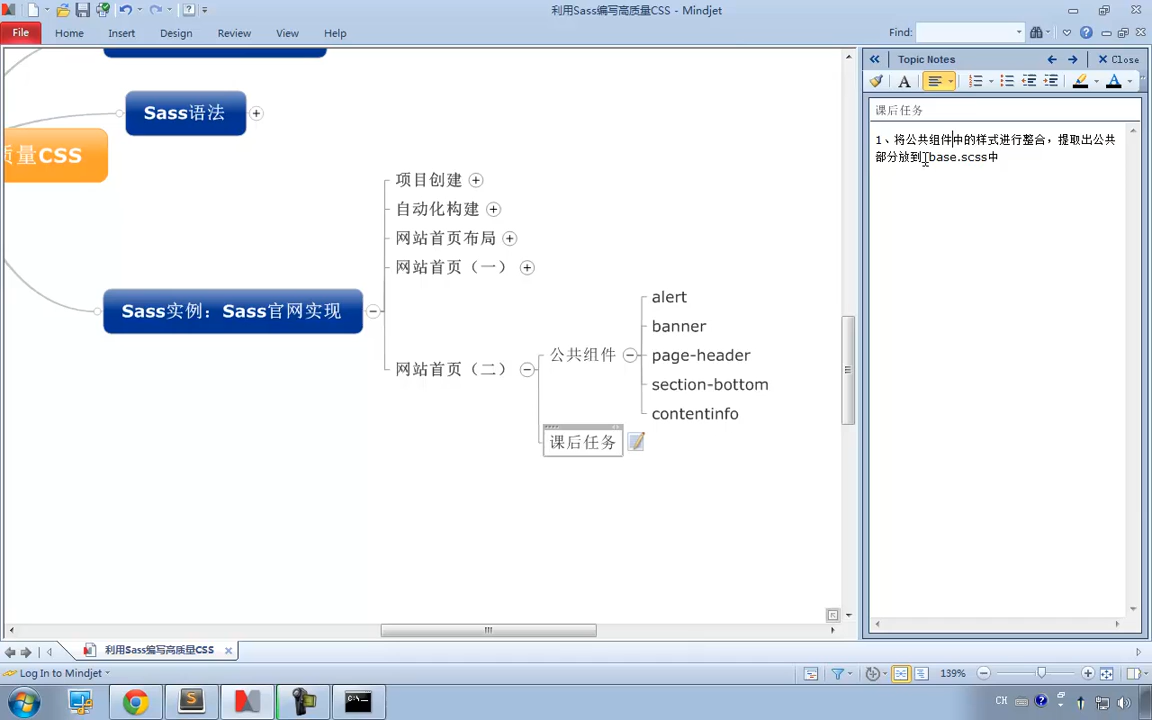 利用Sass编写高质量CSS - Mindjet
File Home Insert Design Review View Help Find:
Topic Notes Close
课后任务
1、将公共组件中的样式进行整合，提取出公共
部分放到base.scss中
Sass语法
质量CSS
项目创建
自动化构建
网站首页布局
网站首页（一）
Sass实例：Sass官网实现
网站首页（二）
公共组件
alert
banner
page-header
section-bottom
contentinfo
课后任务
利用Sass编写高质量CSS
Log In to Mindjet
139%
CH